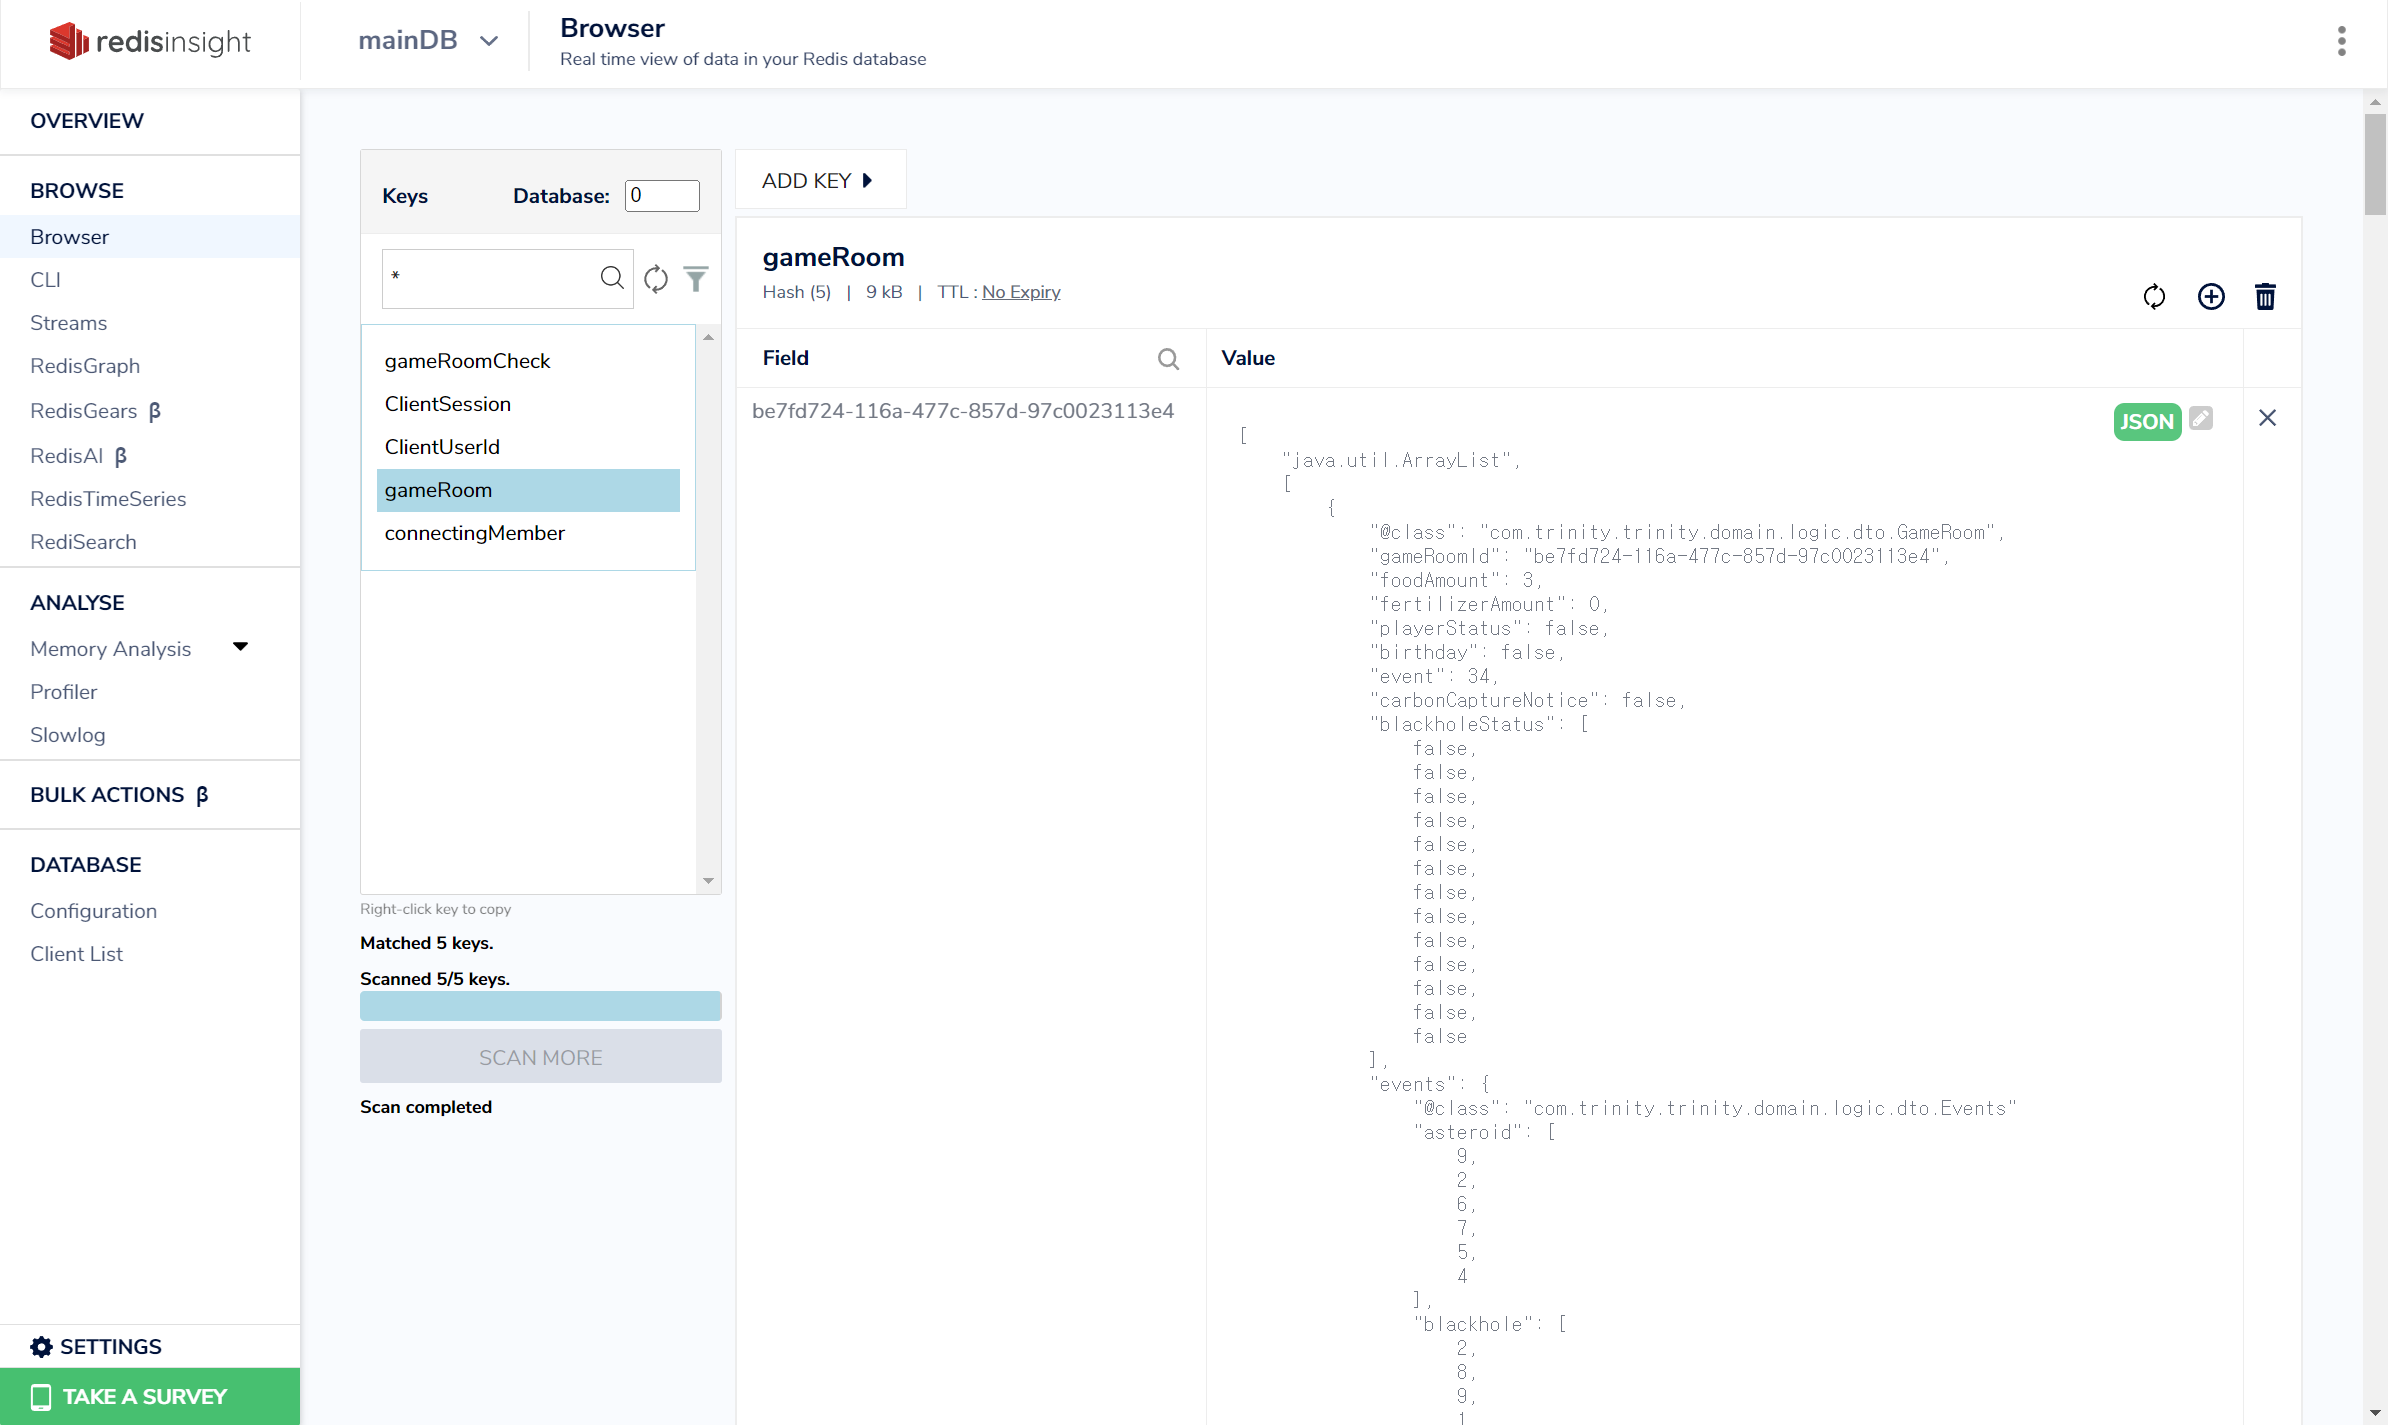 redisinsight
mainDB
Browser
Real time view of data in your Redis database
OVERVIEW
BROWSE
Browser
CLI
Streams
RedisGraph
RedisGears β
RedisAI β
RedisTimeSeries
RediSearch
ANALYSE
Memory Analysis
Profiler
Slowlog
BULK ACTIONS β
DATABASE
Configuration
Client List
SETTINGS
TAKE A SURVEY
Keys Database: 0
*
gameRoomCheck
ClientSession
ClientUserId
gameRoom
connectingMember
Right-click key to copy
Matched 5 keys.
Scanned 5/5 keys.
SCAN MORE
Scan completed
ADD KEY
gameRoom
Hash (5) | 9 kB | TTL : No Expiry
Field Value
be7fd724-116a-477c-857d-97c0023113e4
JSON
[
"java.util.ArrayList",
[
{
"@class": "com.trinity.trinity.domain.logic.dto.GameRoom",
"gameRoomId": "be7fd724-116a-477c-857d-97c0023113e4",
"foodAmount": 3,
"fertilizerAmount": 0,
"playerStatus": false,
"birthday": false,
"event": 34,
"carbonCaptureNotice": false,
"blackholeStatus": [
false,
false,
false,
false,
false,
false,
false,
false,
false,
false,
false,
false,
false
],
"events": {
"@class": "com.trinity.trinity.domain.logic.dto.Events"
"asteroid": [
9,
2,
6,
7,
5,
4
],
"blackhole": [
2,
8,
9,
1